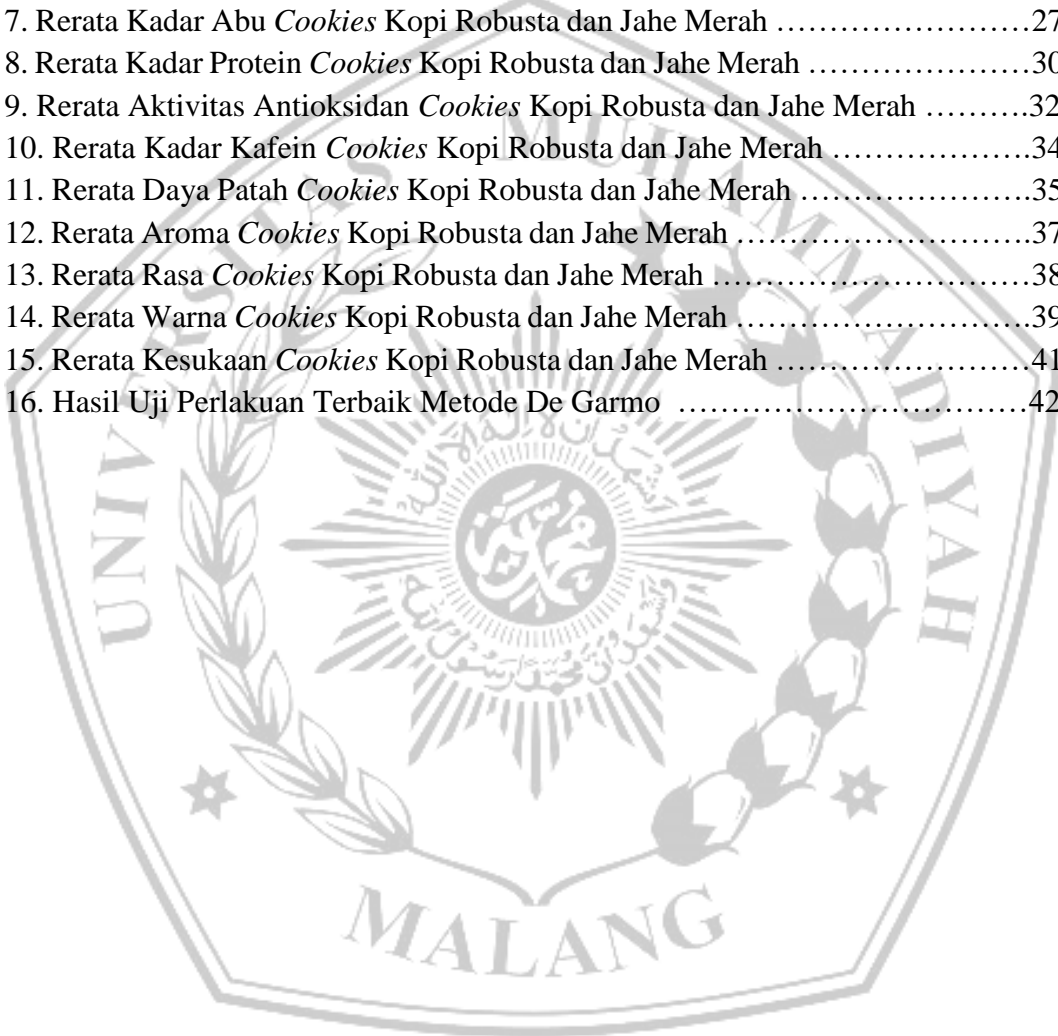 7. Rerata Kadar Abu Cookies Kopi Robusta dan Jahe Merah ……………………27
8. Rerata Kadar Protein Cookies Kopi Robusta dan Jahe Merah …………………30
9. Rerata Aktivitas Antioksidan Cookies Kopi Robusta dan Jahe Merah ……….32
10. Rerata Kadar Kafein Cookies Kopi Robusta dan Jahe Merah ……………….34
11. Rerata Daya Patah Cookies Kopi Robusta dan Jahe Merah ………………….35
12. Rerata Aroma Cookies Kopi Robusta dan Jahe Merah ……………………….37
13. Rerata Rasa Cookies Kopi Robusta dan Jahe Merah ………………………….38
14. Rerata Warna Cookies Kopi Robusta dan Jahe Merah ……………………….39
15. Rerata Kesukaan Cookies Kopi Robusta dan Jahe Merah …………………….41
16. Hasil Uji Perlakuan Terbaik Metode De Garmo …………………………….42
UNIVERSITAS MUHAMMADIYAH
MALANG